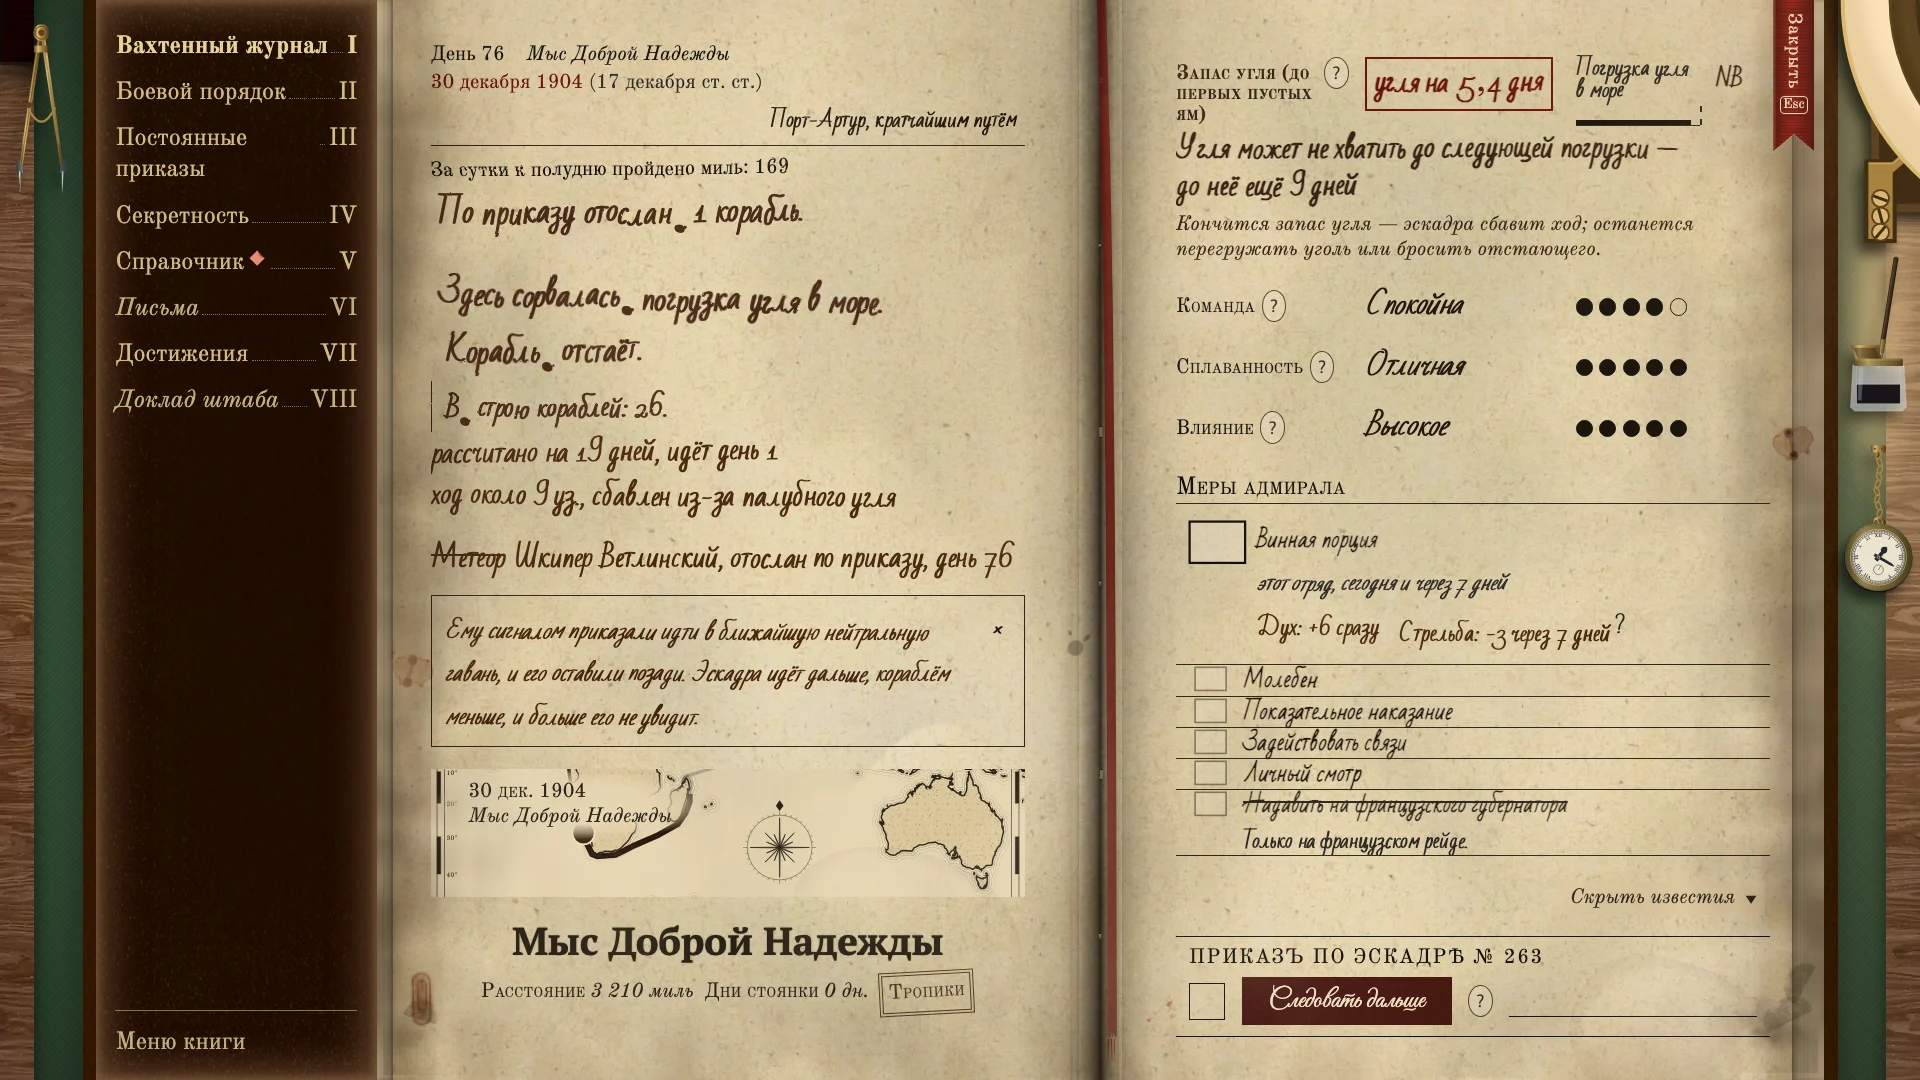 Вахтенный журнал I
Боевой порядок II
Постоянные приказы III
Секретность IV
Справочник V
Письма VI
Достижения VII
Доклад штаба VIII
Меню книги
День 76 Мыс Доброй Надежды
30 декабря 1904 (17 декабря ст. ст.)
Порт-Артур, кратчайшим путём
За сутки к полудню пройдено миль: 169
По приказу отослан 1 корабль.
Здесь сорвалась погрузка угля в море.
Корабль отстаёт.
В строю кораблей: 26.
рассчитано на 19 дней, идёт день 1
ход около 9 уз., сбавлен из-за палубного угля
Метеор Шкипер Ветлинский, отослан по приказу, день 76
Ему сигналом приказали идти в ближайшую нейтральную ×
гавань, и его оставили позади. Эскадра идёт дальше, кораблём
меньше, и больше его не увидит.
10°
20°
30°
40°
30 дек. 1904
Мыс Доброй Надежды
Мыс Доброй Надежды
Расстояние 3 210 миль Дни стоянки 0 дн. Тропики
Запас угля (до первых пустых ям) ?
угля на 5,4 дня
Погрузка угля
в море
NB
Угля может не хватить до следующей погрузки —
до неё ещё 9 дней
Кончится запас угля — эскадра сбавит ход; останется
перегружать уголь или бросить отстающего.
Команда ? Спокойна
Сплаванность ? Отличная
Влияние ? Высокое
Меры адмирала
Винная порция
этот отряд, сегодня и через 7 дней
Дух: +6 сразу Стрельба: -3 через 7 дней ?
Молебен
Показательное наказание
Задействовать связи
Личный смотр
Надавить на французского губернатора
Только на французском рейде.
Скрыть известия ▼
ПРИКАЗЪ ПО ЭСКАДРѢ № 263
Следовать дальше ?
Закрыть Esc